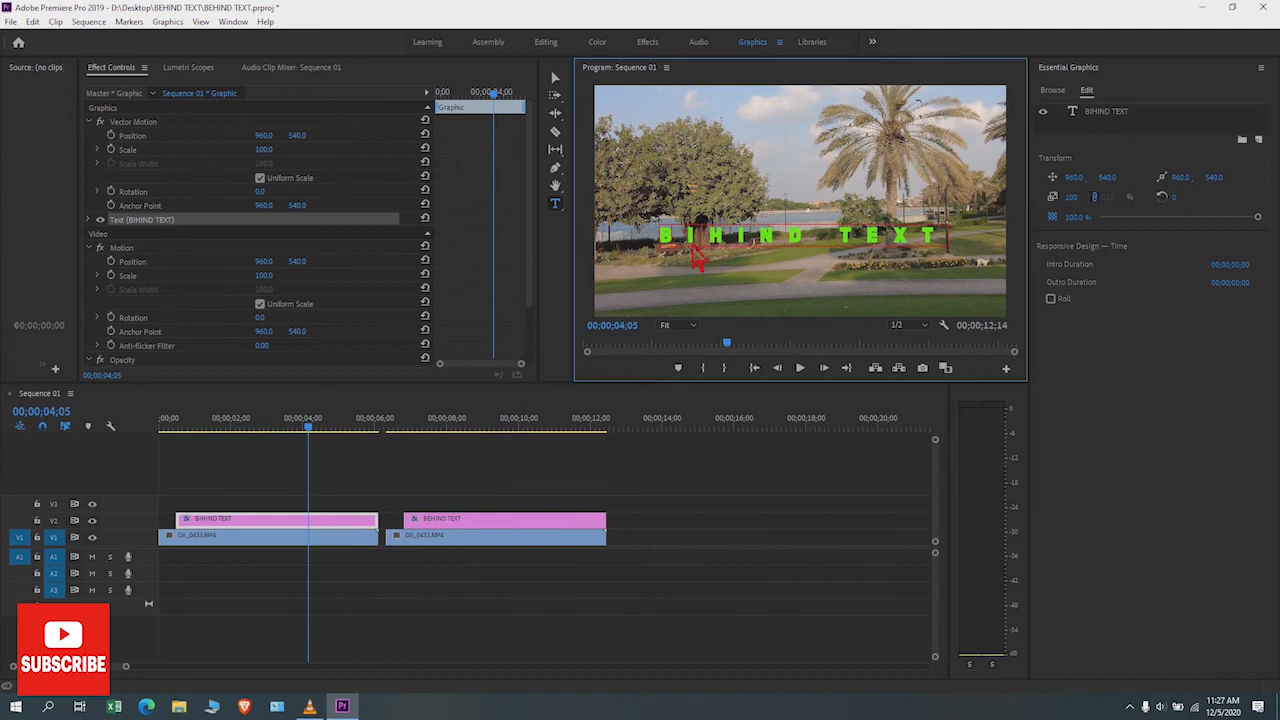 Adobe Premiere Pro 2019 - D:\Desktop\BEHIND TEXT\BEHIND TEXT.prproj *
File Edit Clip Sequence Markers Graphics View Window Help
Learning Assembly Editing Color Effects Audio Graphics Libraries
Source: (no clips)
Effect Controls Lumetri Scopes Audio Clip Mixer: Sequence 01
Program: Sequence 01
Essential Graphics
Browse Edit
Master * Graphic Sequence 01 * Graphic
00;00 00;00;04;00
Graphics
Graphic
fx Vector Motion
Position 960.0 540.0
Scale 100.0
Scale Width 100.0
Uniform Scale
Rotation 0.0
Anchor Point 960.0 540.0
Text (BIHIND TEXT)
Video
fx Motion
Position 960.0 540.0
Scale 100.0
Scale Width 100.0
Uniform Scale
Rotation 0.0
Anchor Point 960.0 540.0
Anti-flicker Filter 0.00
fx Opacity
00;00;04;05
00;00;00;00
BIHIND TEXT
00;00;04;05 Fit 1/2 00;00;12;14
T BIHIND TEXT
Transform
960.0 , 540.0 960.0 , 540.0
100 100 % 0
100.0 %
Responsive Design — Time
Intro Duration 00;00;00;00
Outro Duration 00;00;00;00
Roll
Sequence 01
00;00;04;05
;00;00 00;00;02;00 00;00;04;00 00;00;06;00 00;00;08;00 00;00;10;00 00;00;12;00 00;00;14;00 00;00;16;00 00;00;18;00 00;00;20;00
V3
V2 fx BIHIND TEXT fx BEHIND TEXT
V1 V1 DJI_0433.MP4 DJI_0433.MP4
A1 A1 M S
A2 M S
A3 M S
0
-6
-12
-18
-24
-30
-36
-42
-48
-54
dB
S S
SUBSCRIBE
Pr
11:27 AM
12/5/2020